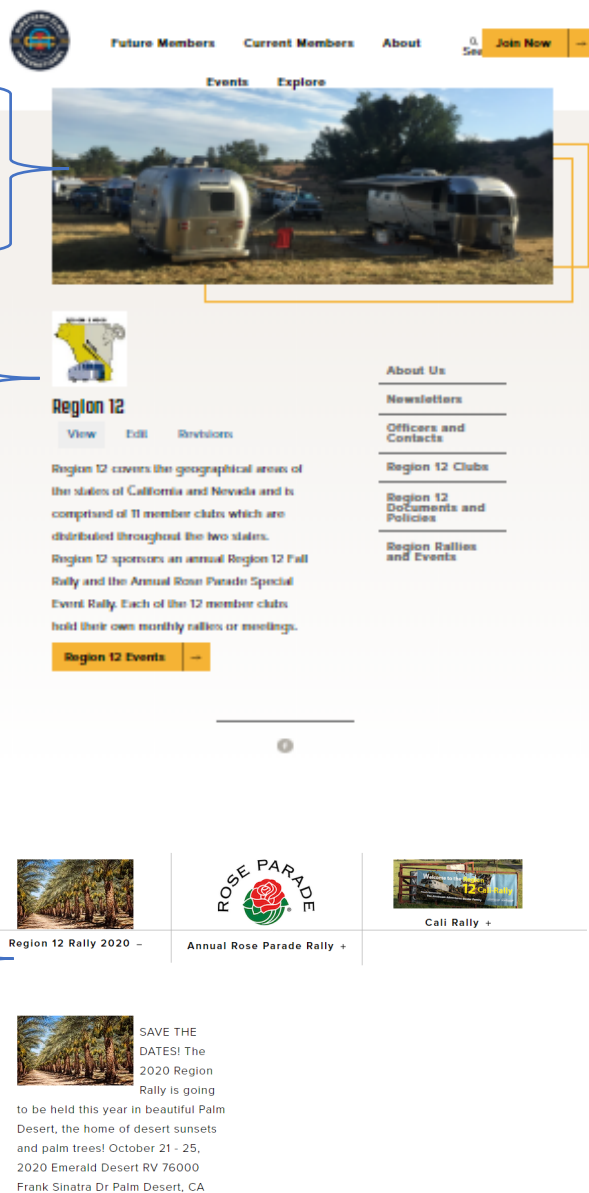 Future Members Current Members About
Join Now →
Events Explore
Region 12
View Edit Revisions
Region 12 covers the geographical areas of
the states of California and Nevada and is
comprised of 11 member clubs which are
distributed throughout the two states.
Region 12 sponsors an annual Region 12 Fall
Rally and the Annual Rose Parade Special
Event Rally. Each of the 12 member clubs
hold their own monthly rallies or meetings.
Region 12 Events →
About Us
Newsletters
Officers and
Contacts
Region 12 Clubs
Region 12
Documents and
Policies
Region Rallies
and Events
ROSE PARADE
Welcome to the Region
12 Cali Rally
Region 12 Rally 2020 –
Annual Rose Parade Rally +
Cali Rally +
SAVE THE
DATES! The
2020 Region
Rally is going
to be held this year in beautiful Palm
Desert, the home of desert sunsets
and palm trees! October 21 - 25,
2020 Emerald Desert RV 76000
Frank Sinatra Dr Palm Desert, CA